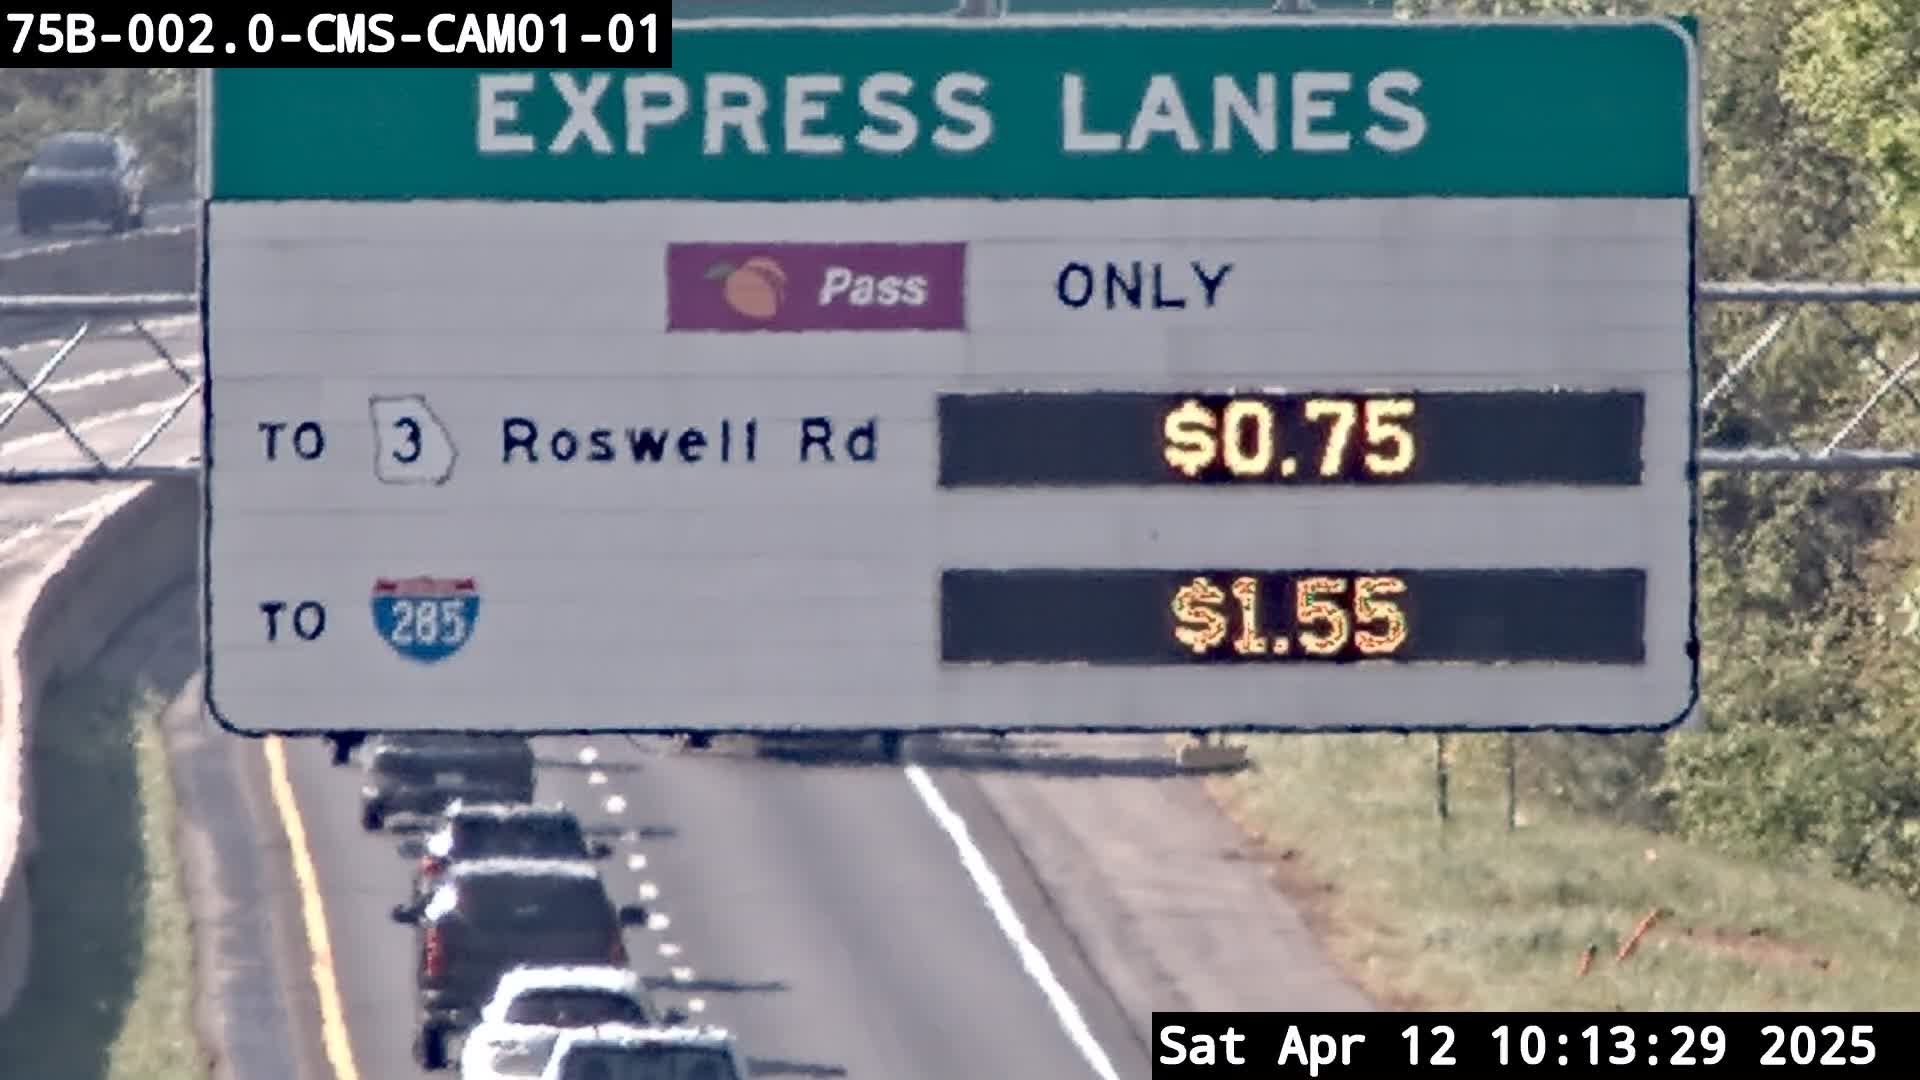 75B-002.0-CMS-CAM01-01
EXPRESS LANES
Pass ONLY
TO 3 Roswell Rd $0.75
TO 285 $1.55
Sat Apr 12 10:13:29 2025